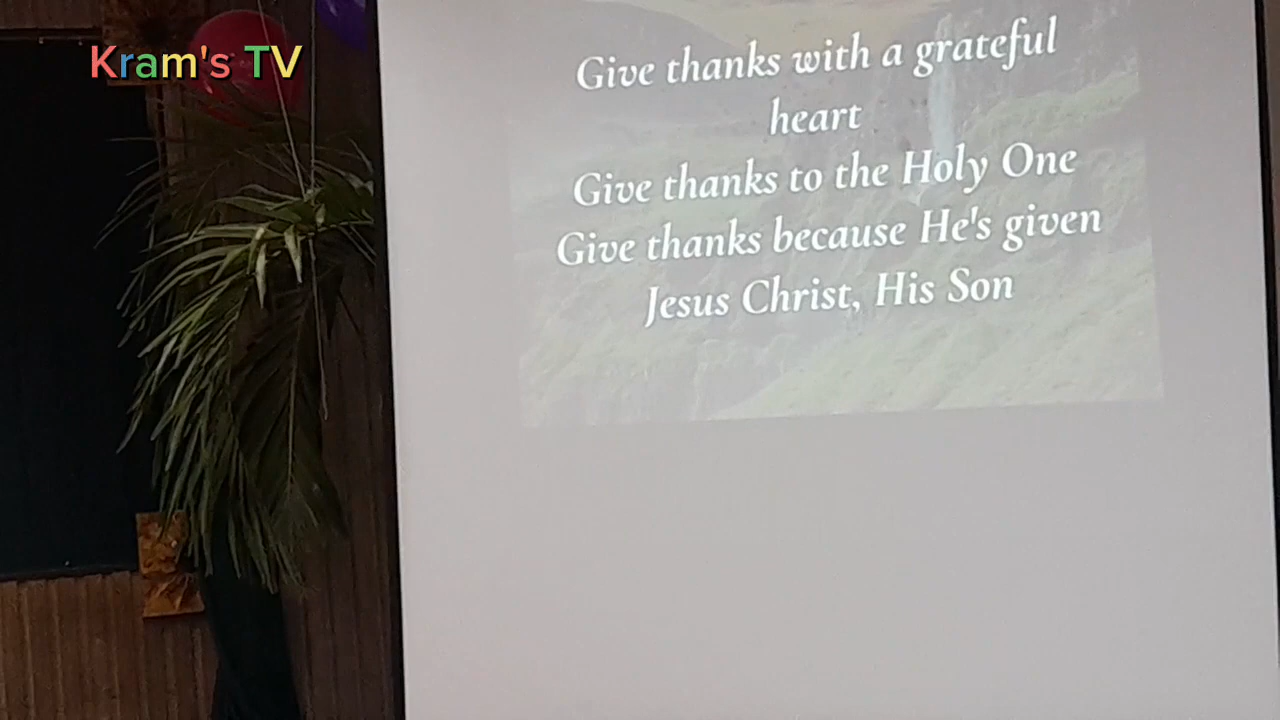 Kram's TV
Give thanks with a grateful
heart
Give thanks to the Holy One
Give thanks because He's given
Jesus Christ, His Son